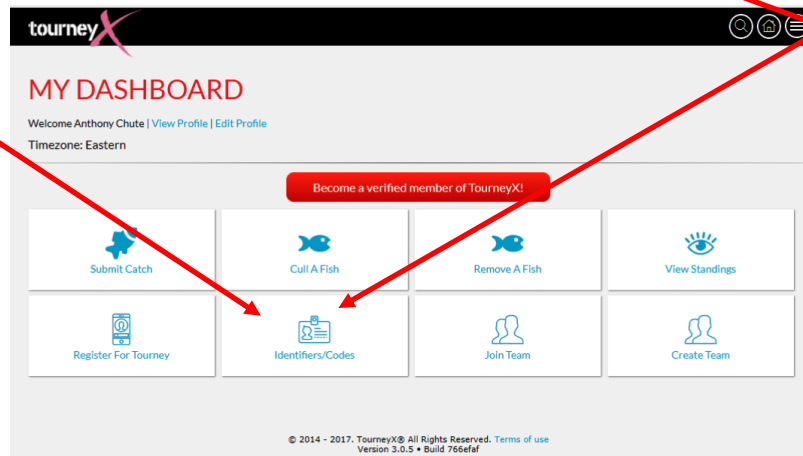 tourneyX
MY DASHBOARD
Welcome Anthony Chute | View Profile | Edit Profile
Timezone: Eastern
Become a verified member of TourneyX!
Submit Catch
Cull A Fish
Remove A Fish
View Standings
Register For Tourney
Identifiers/Codes
Join Team
Create Team
© 2014 - 2017. TourneyX® All Rights Reserved. Terms of use
Version 3.0.5 • Build 766efaf